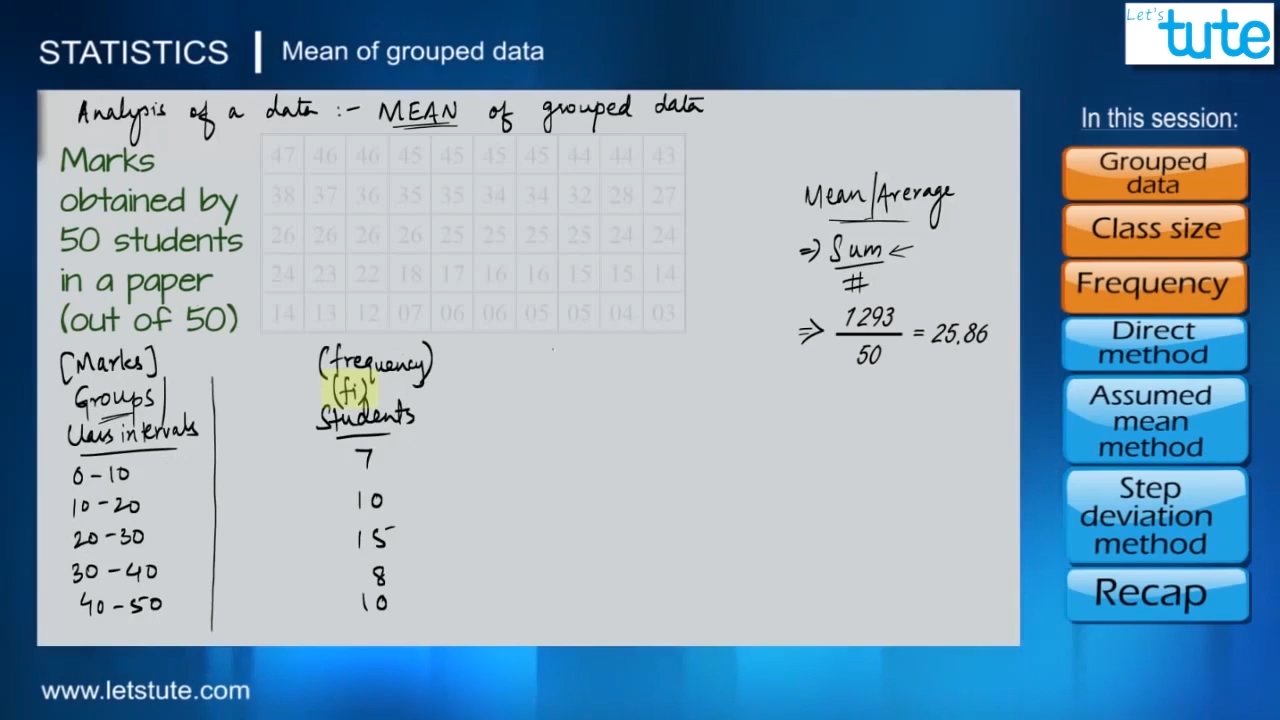 STATISTICS | Mean of grouped data
Let's
tute
Analysis of a data :- MEAN of grouped data
Marks
obtained by
50 students
in a paper
(out of 50)
47 46 46 45 45 45 45 44 44 43
38 37 36 35 35 34 34 32 28 27
26 26 26 26 25 25 25 25 24 24
24 23 22 18 17 16 16 15 15 14
14 13 12 07 06 06 05 05 04 03
Mean/Average
⇒ Sum ←
#
⇒ 1293
50
= 25.86
[Marks]
Groups
Class intervals
0-10
10-20
20-30
30-40
40-50
(frequency)
(fi)
Students
7
10
15
8
10
In this session:
Grouped
data
Class size
Frequency
Direct
method
Assumed
mean
method
Step
deviation
method
Recap
www.letstute.com